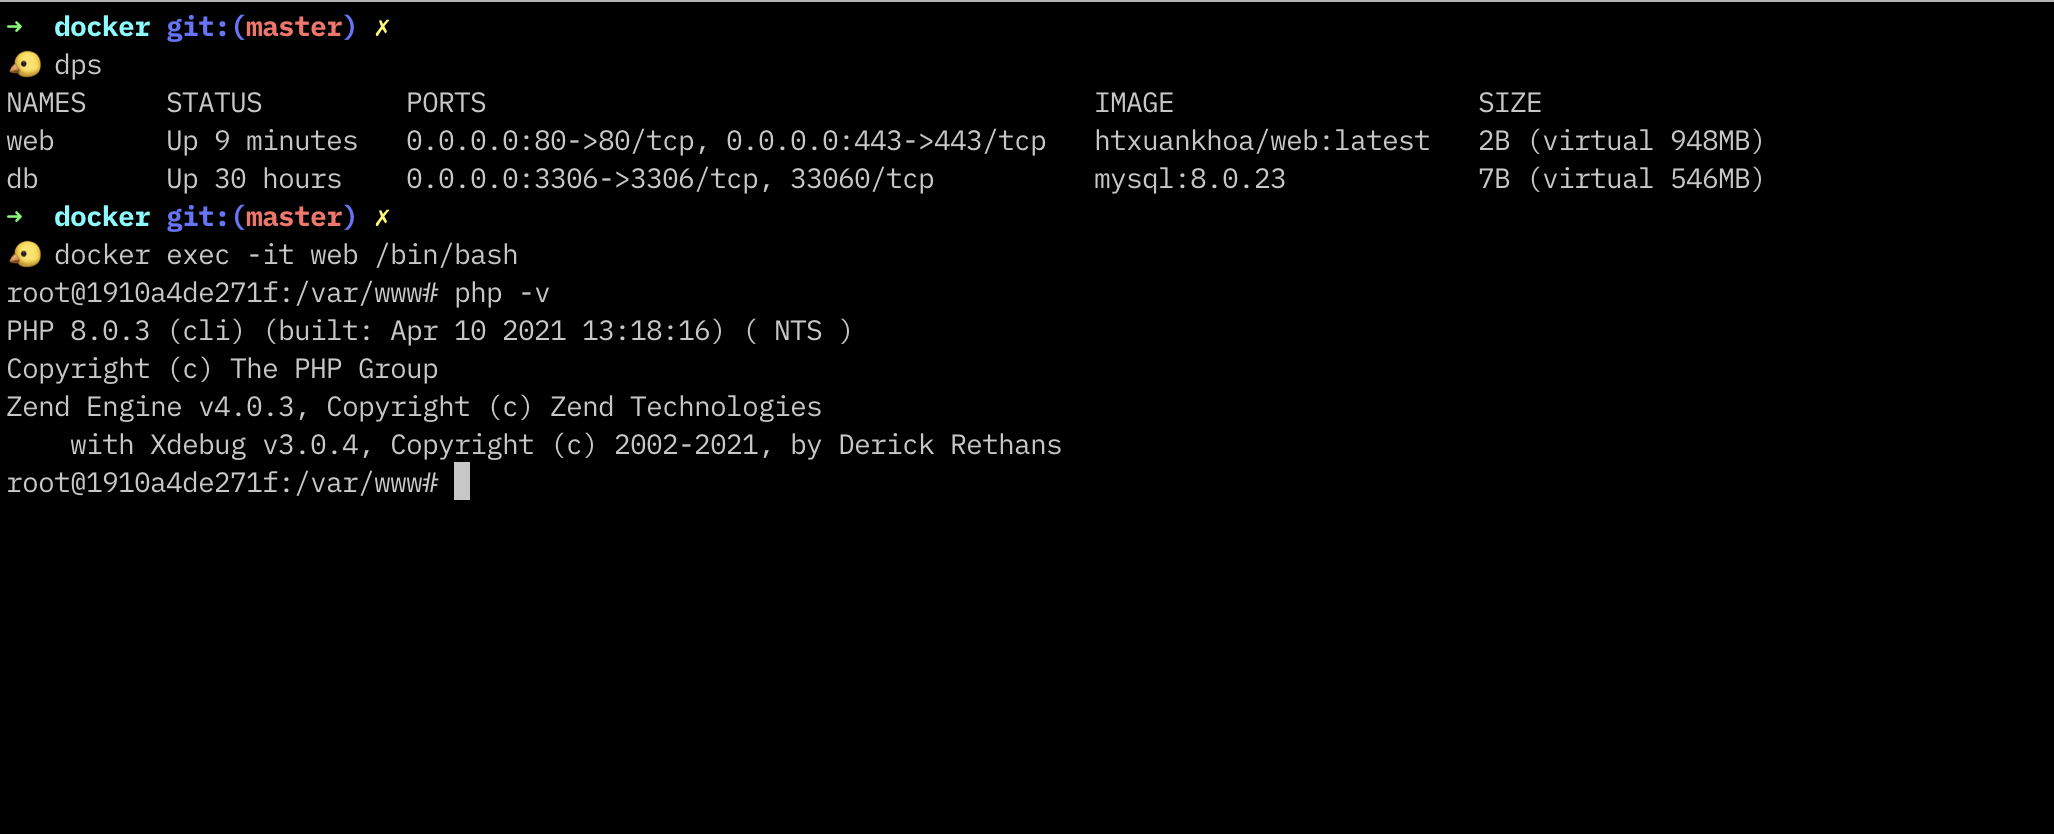 →  docker git:(master) ✗
🐤 dps
NAMES     STATUS         PORTS                                      IMAGE                   SIZE
web       Up 9 minutes   0.0.0.0:80->80/tcp, 0.0.0.0:443->443/tcp   htxuankhoa/web:latest   2B (virtual 948MB)
db        Up 30 hours    0.0.0.0:3306->3306/tcp, 33060/tcp          mysql:8.0.23            7B (virtual 546MB)
→  docker git:(master) ✗
🐤 docker exec -it web /bin/bash
root@1910a4de271f:/var/www# php -v
PHP 8.0.3 (cli) (built: Apr 10 2021 13:18:16) ( NTS )
Copyright (c) The PHP Group
Zend Engine v4.0.3, Copyright (c) Zend Technologies
    with Xdebug v3.0.4, Copyright (c) 2002-2021, by Derick Rethans
root@1910a4de271f:/var/www#